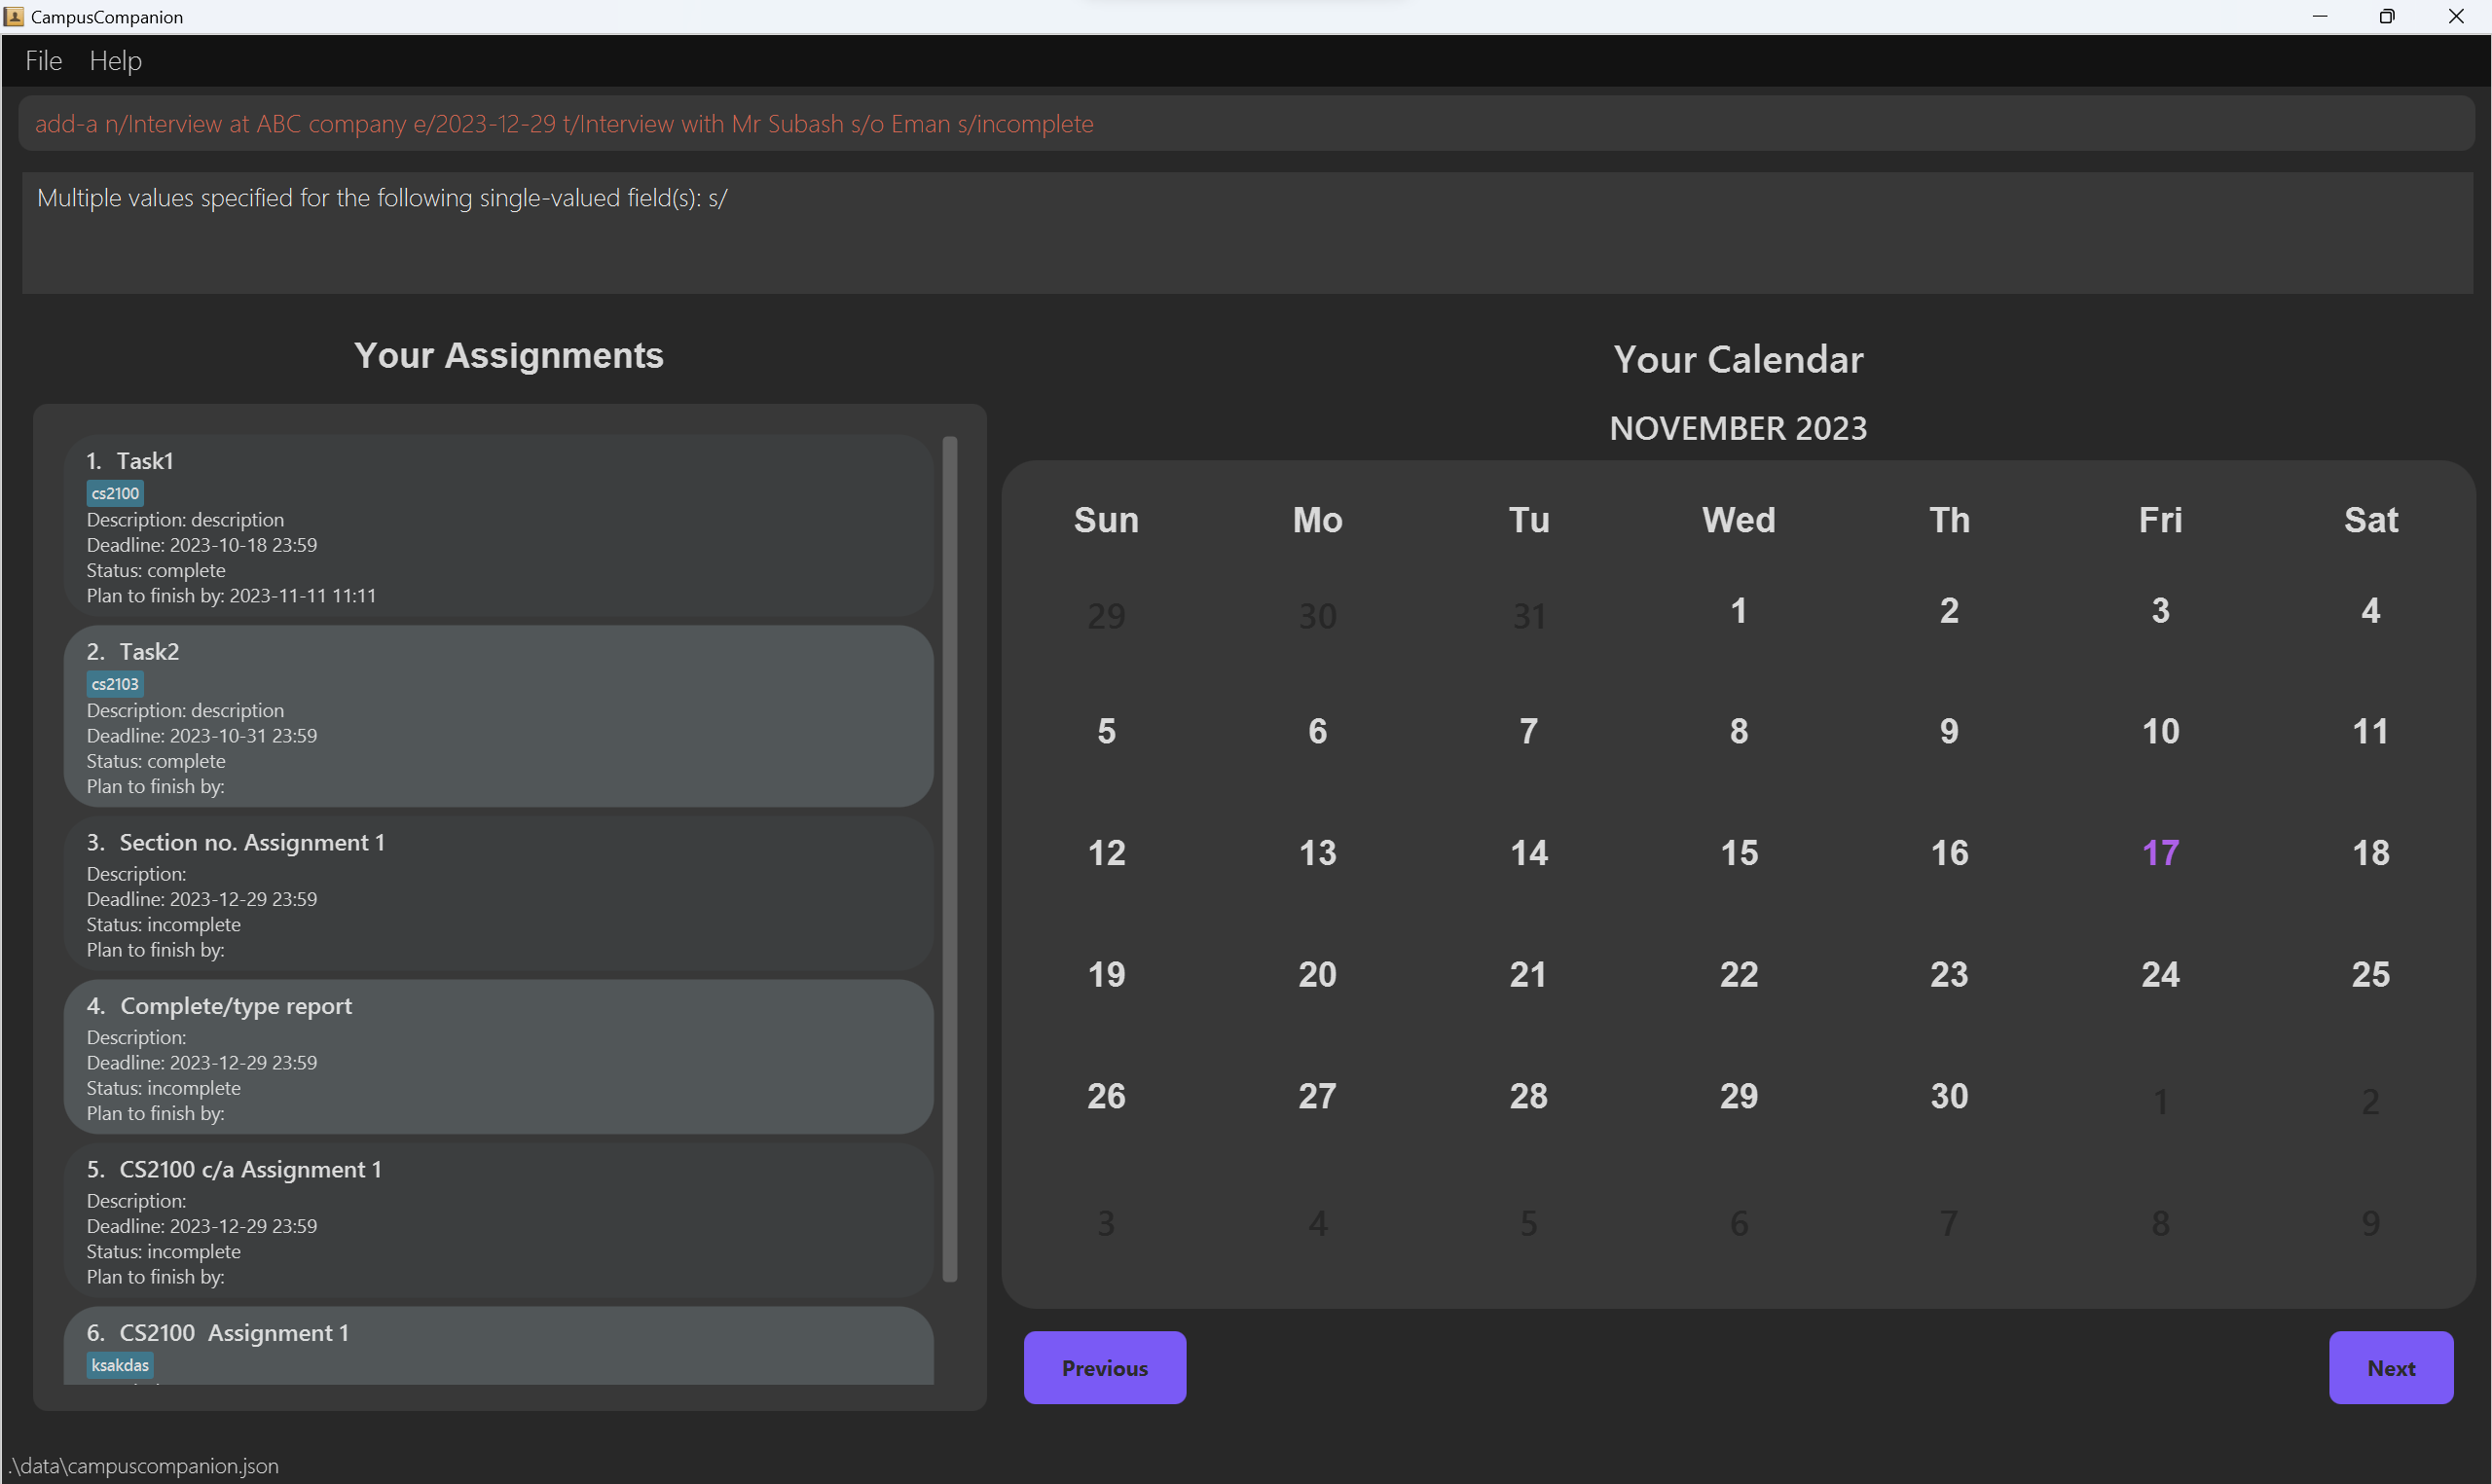 CampusCompanion
File Help
add-a n/Interview at ABC company e/2023-12-29 t/Interview with Mr Subash s/o Eman s/incomplete
Multiple values specified for the following single-valued field(s): s/
Your Assignments
1. Task1
cs2100
Description: description
Deadline: 2023-10-18 23:59
Status: complete
Plan to finish by: 2023-11-11 11:11
2. Task2
cs2103
Description: description
Deadline: 2023-10-31 23:59
Status: complete
Plan to finish by:
3. Section no. Assignment 1
Description:
Deadline: 2023-12-29 23:59
Status: incomplete
Plan to finish by:
4. Complete/type report
Description:
Deadline: 2023-12-29 23:59
Status: incomplete
Plan to finish by:
5. CS2100 c/a Assignment 1
Description:
Deadline: 2023-12-29 23:59
Status: incomplete
Plan to finish by:
6. CS2100  Assignment 1
ksakdas
Your Calendar
NOVEMBER 2023
Sun Mo Tu Wed Th Fri Sat
29 30 31 1 2 3 4
5 6 7 8 9 10 11
12 13 14 15 16 17 18
19 20 21 22 23 24 25
26 27 28 29 30 1 2
3 4 5 6 7 8 9
Previous Next
.\data\campuscompanion.json